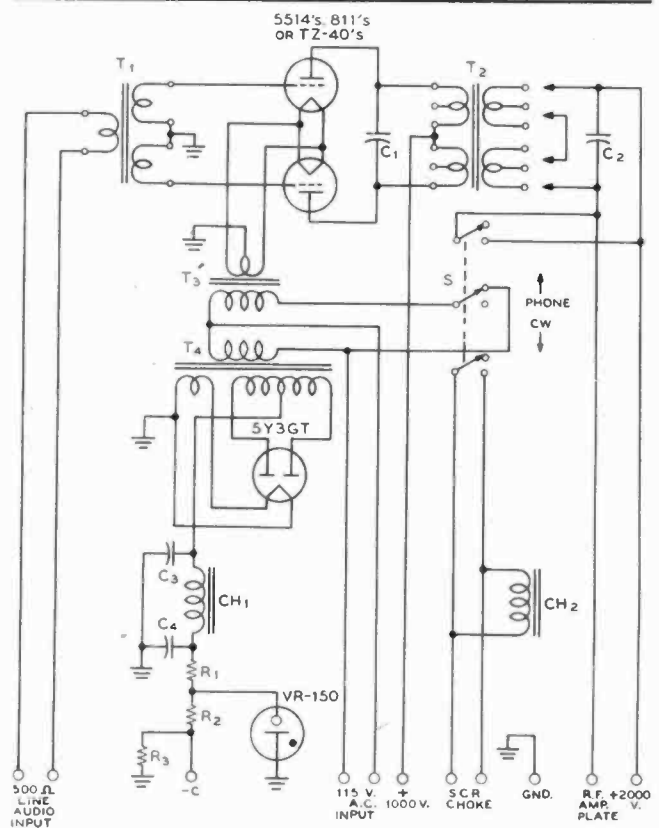 5514's, 811's
OR TZ-40's
T1
T2
C1
C2
T3
S
PHONE
CW
T4
5Y3GT
C3
CH1
CH2
C4
R1
VR-150
R2
R3
-C
500 Ω
LINE
AUDIO
INPUT
115 V.
A.C.
INPUT
+
1000 V.
SCR
CHOKE
GND.
R.F.
AMP.
PLATE
+2000
V.